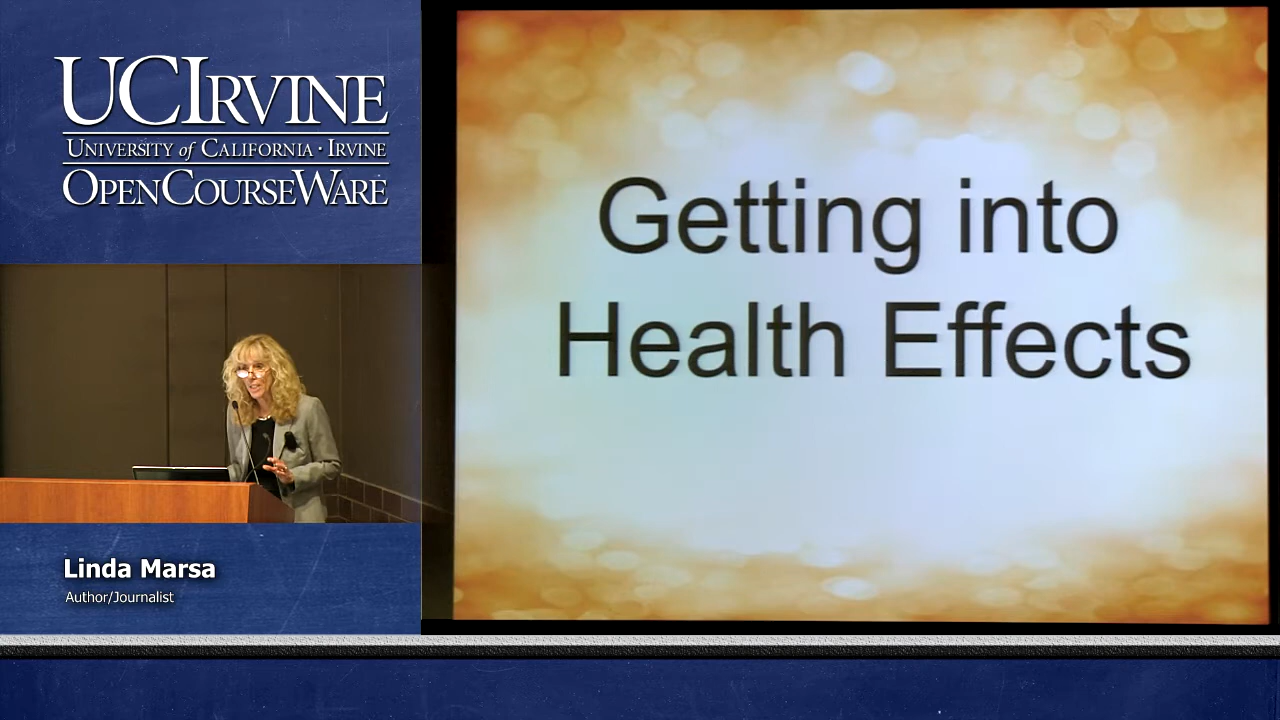 UCIRVINE
UNIVERSITY of CALIFORNIA · IRVINE
OPENCOURSEWARE
Linda Marsa
Author/Journalist
Getting into
Health Effects